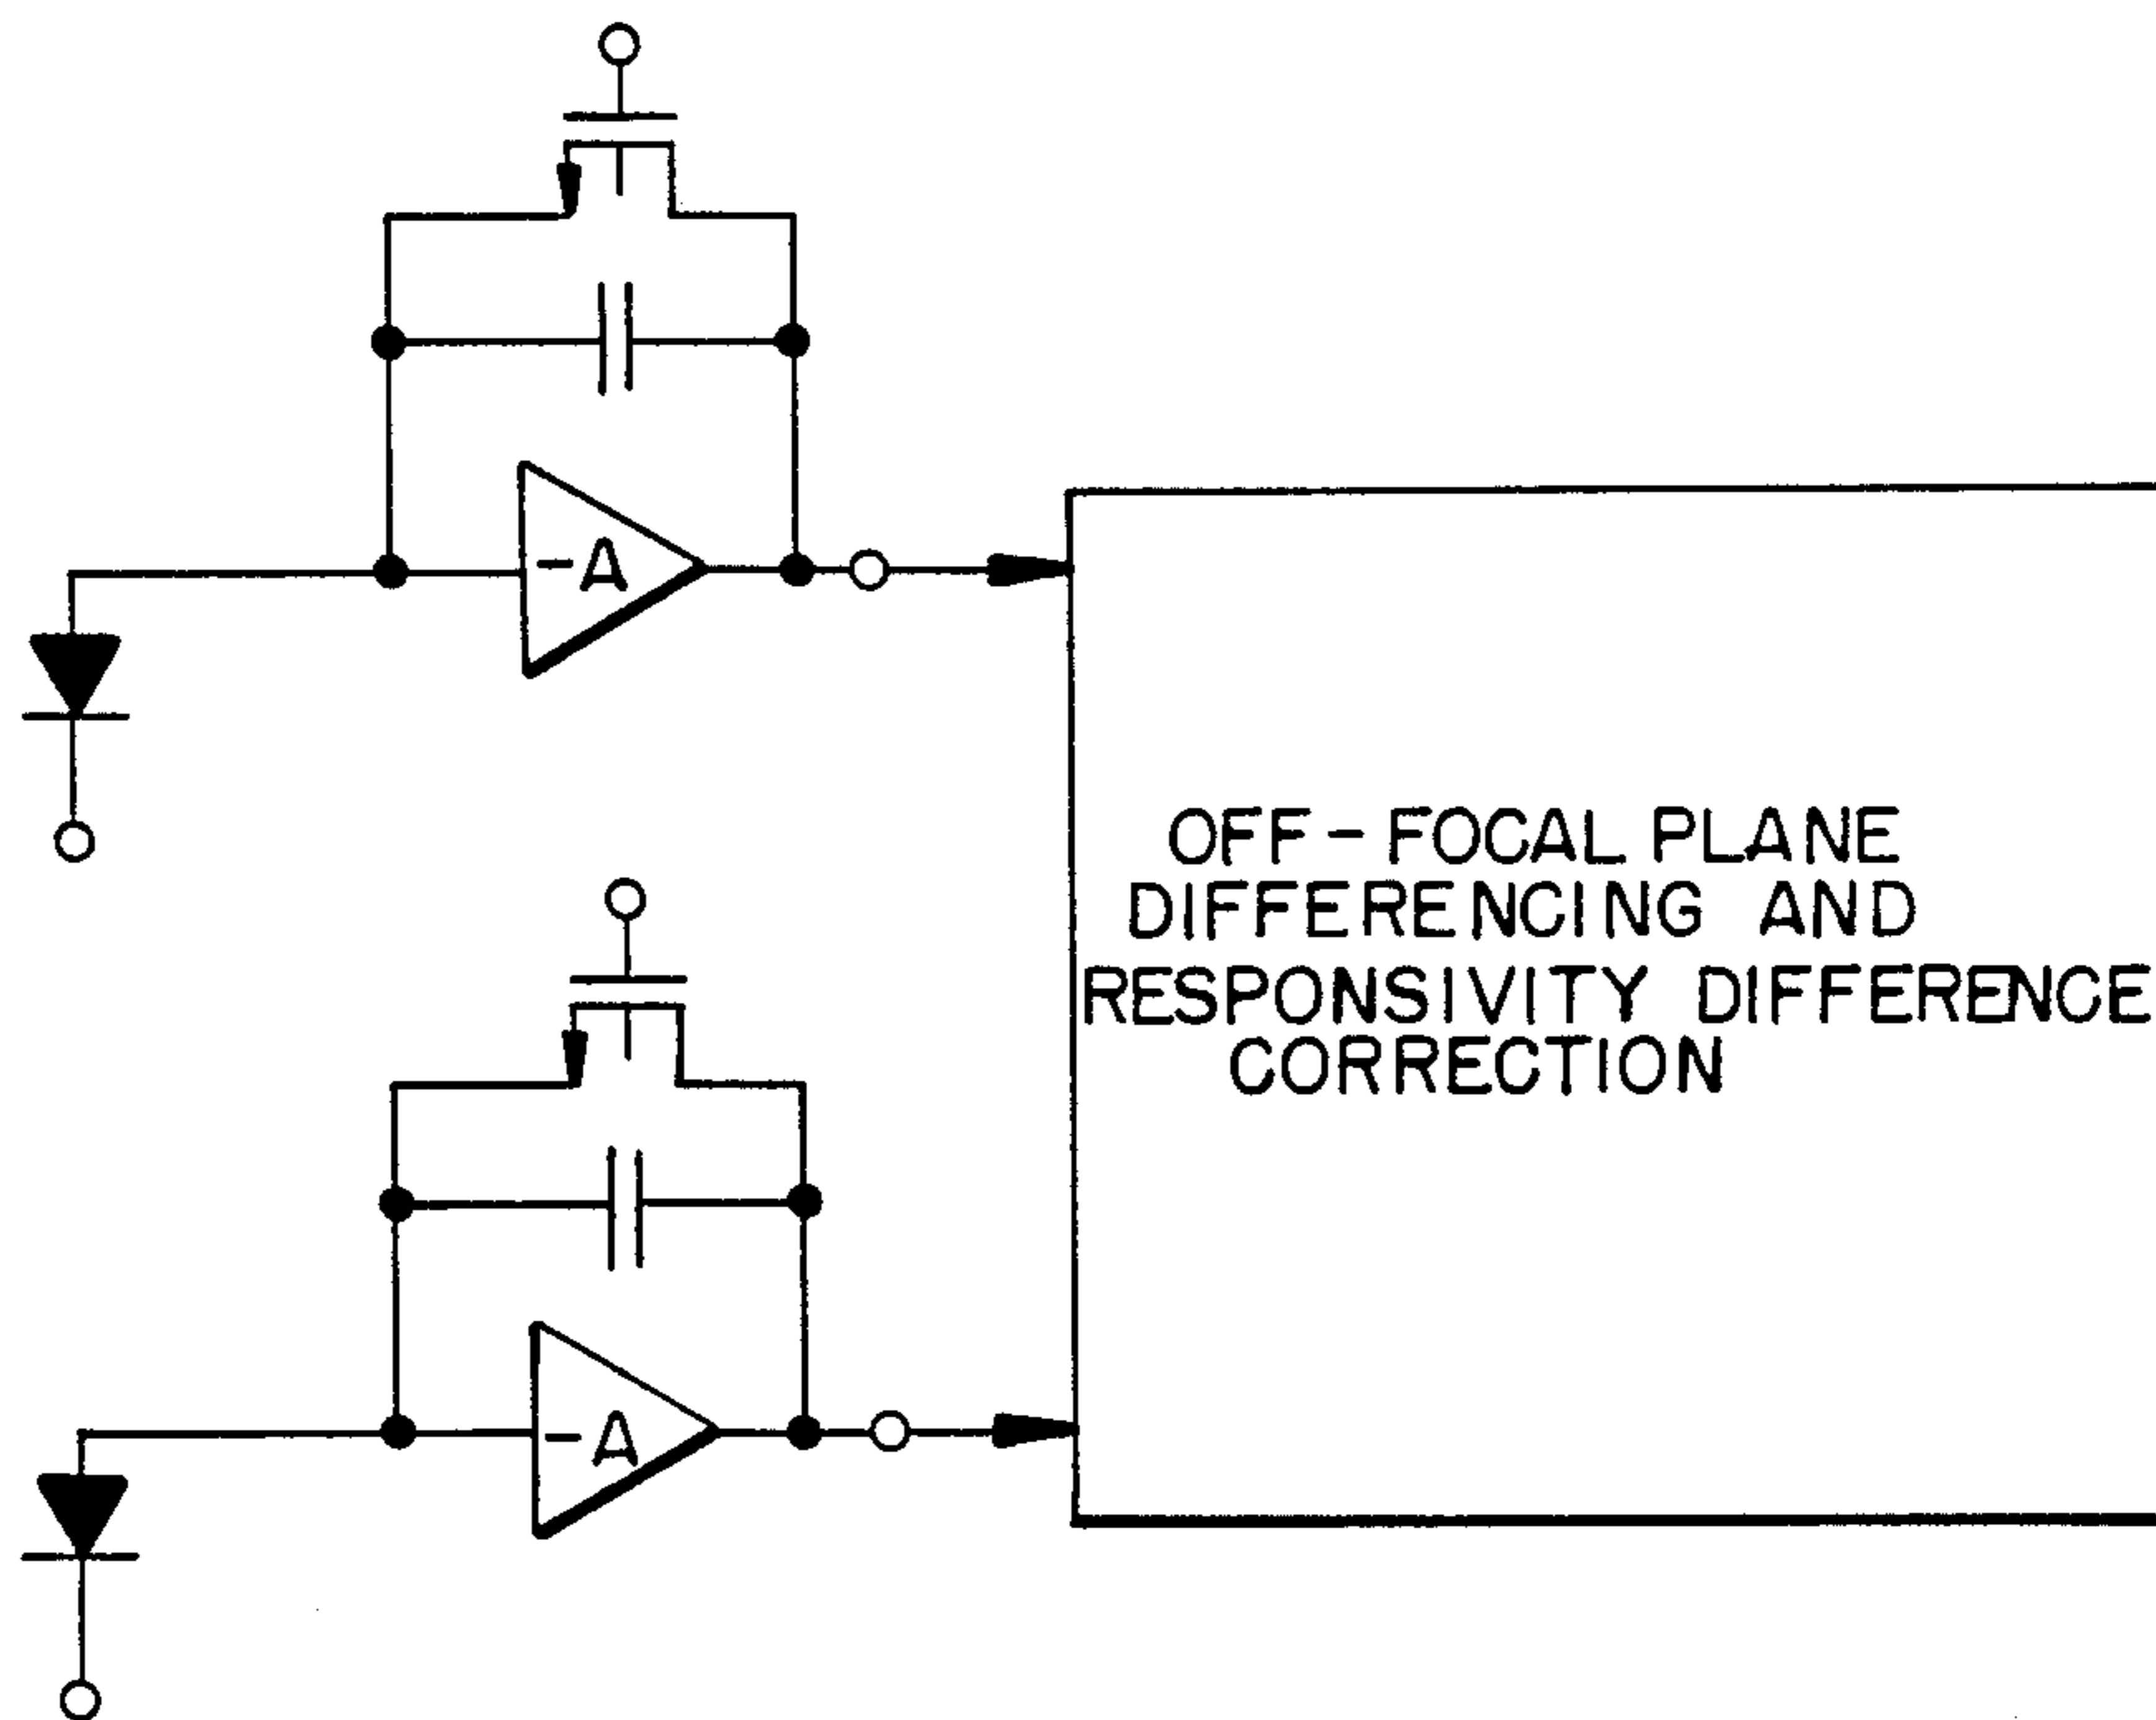 -A
OFF-FOCAL PLANE
DIFFERENCING AND
RESPONSIVITY DIFFERENCE
CORRECTION
-A